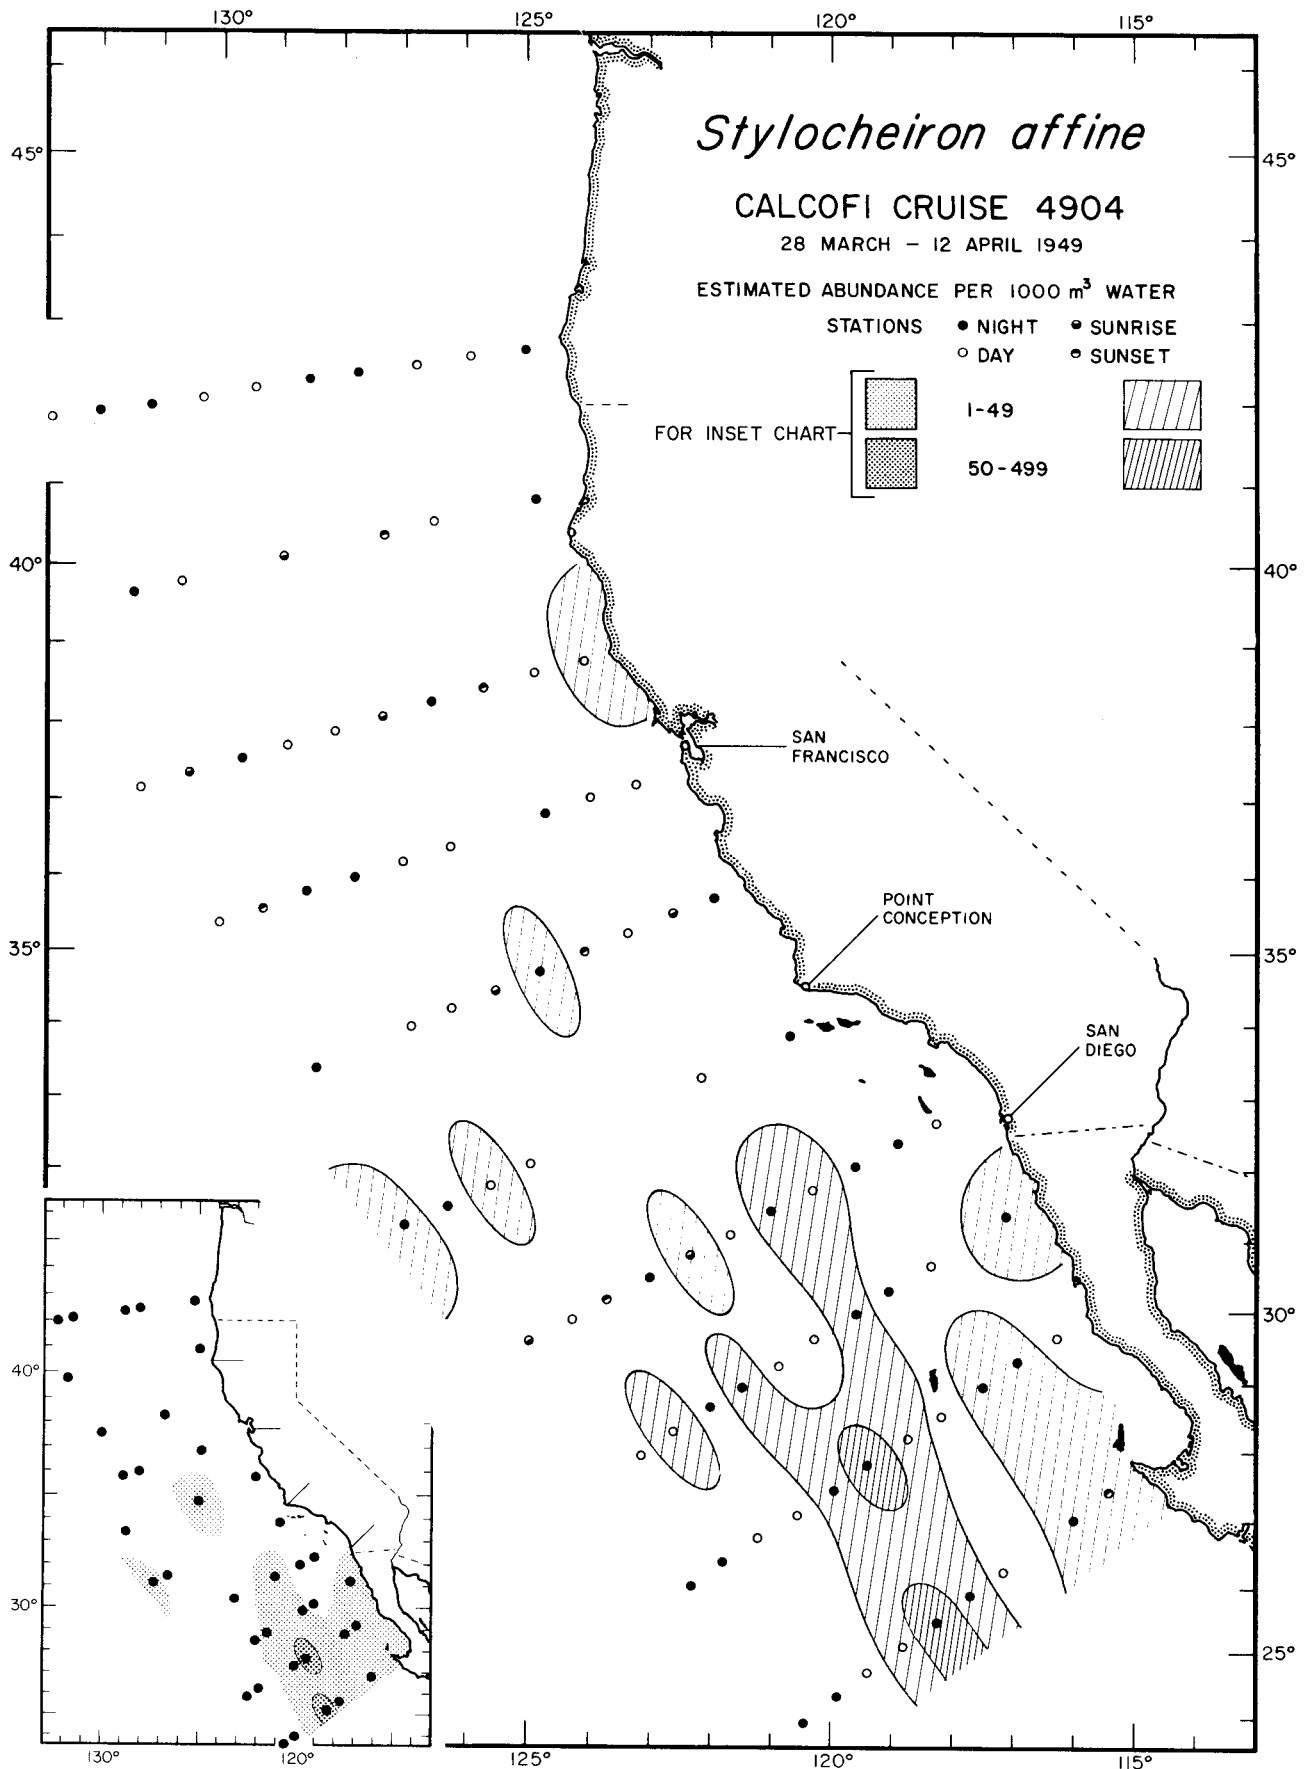 130° 125° 120° 115°
Stylocheiron affine
45° 45°
CALCOFI CRUISE 4904
28 MARCH – 12 APRIL 1949
ESTIMATED ABUNDANCE PER 1000 m³ WATER
STATIONS NIGHT SUNRISE
DAY SUNSET
1-49
FOR INSET CHART
50-499
40° 40°
SAN
FRANCISCO
POINT
CONCEPTION
35° 35°
SAN
DIEGO
30°
40°
30°
25°
130° 120° 125° 120° 115°